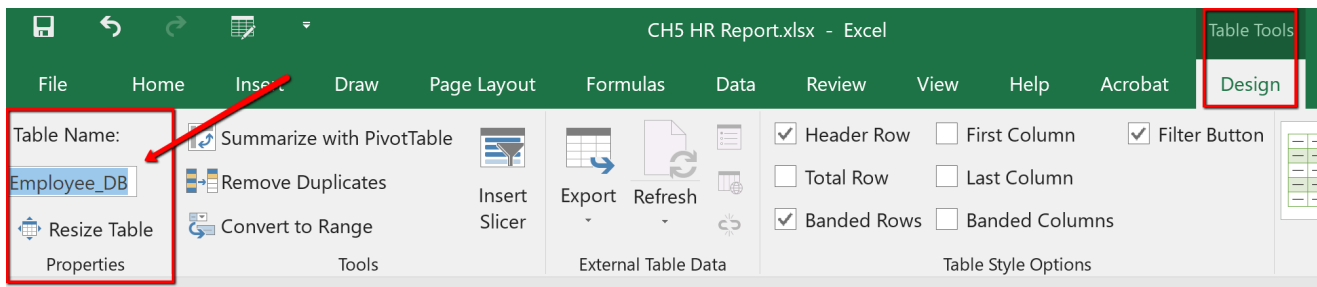 CH5 HR Report.xlsx - Excel
Table Tools
File Home Insert Draw Page Layout Formulas Data Review View Help Acrobat Design
Table Name:
Employee_DB
Resize Table
Properties
Summarize with PivotTable
Remove Duplicates
Convert to Range
Tools
Insert
Slicer
Export
Refresh
External Table Data
Header Row
First Column
Filter Button
Total Row
Last Column
Banded Rows
Banded Columns
Table Style Options